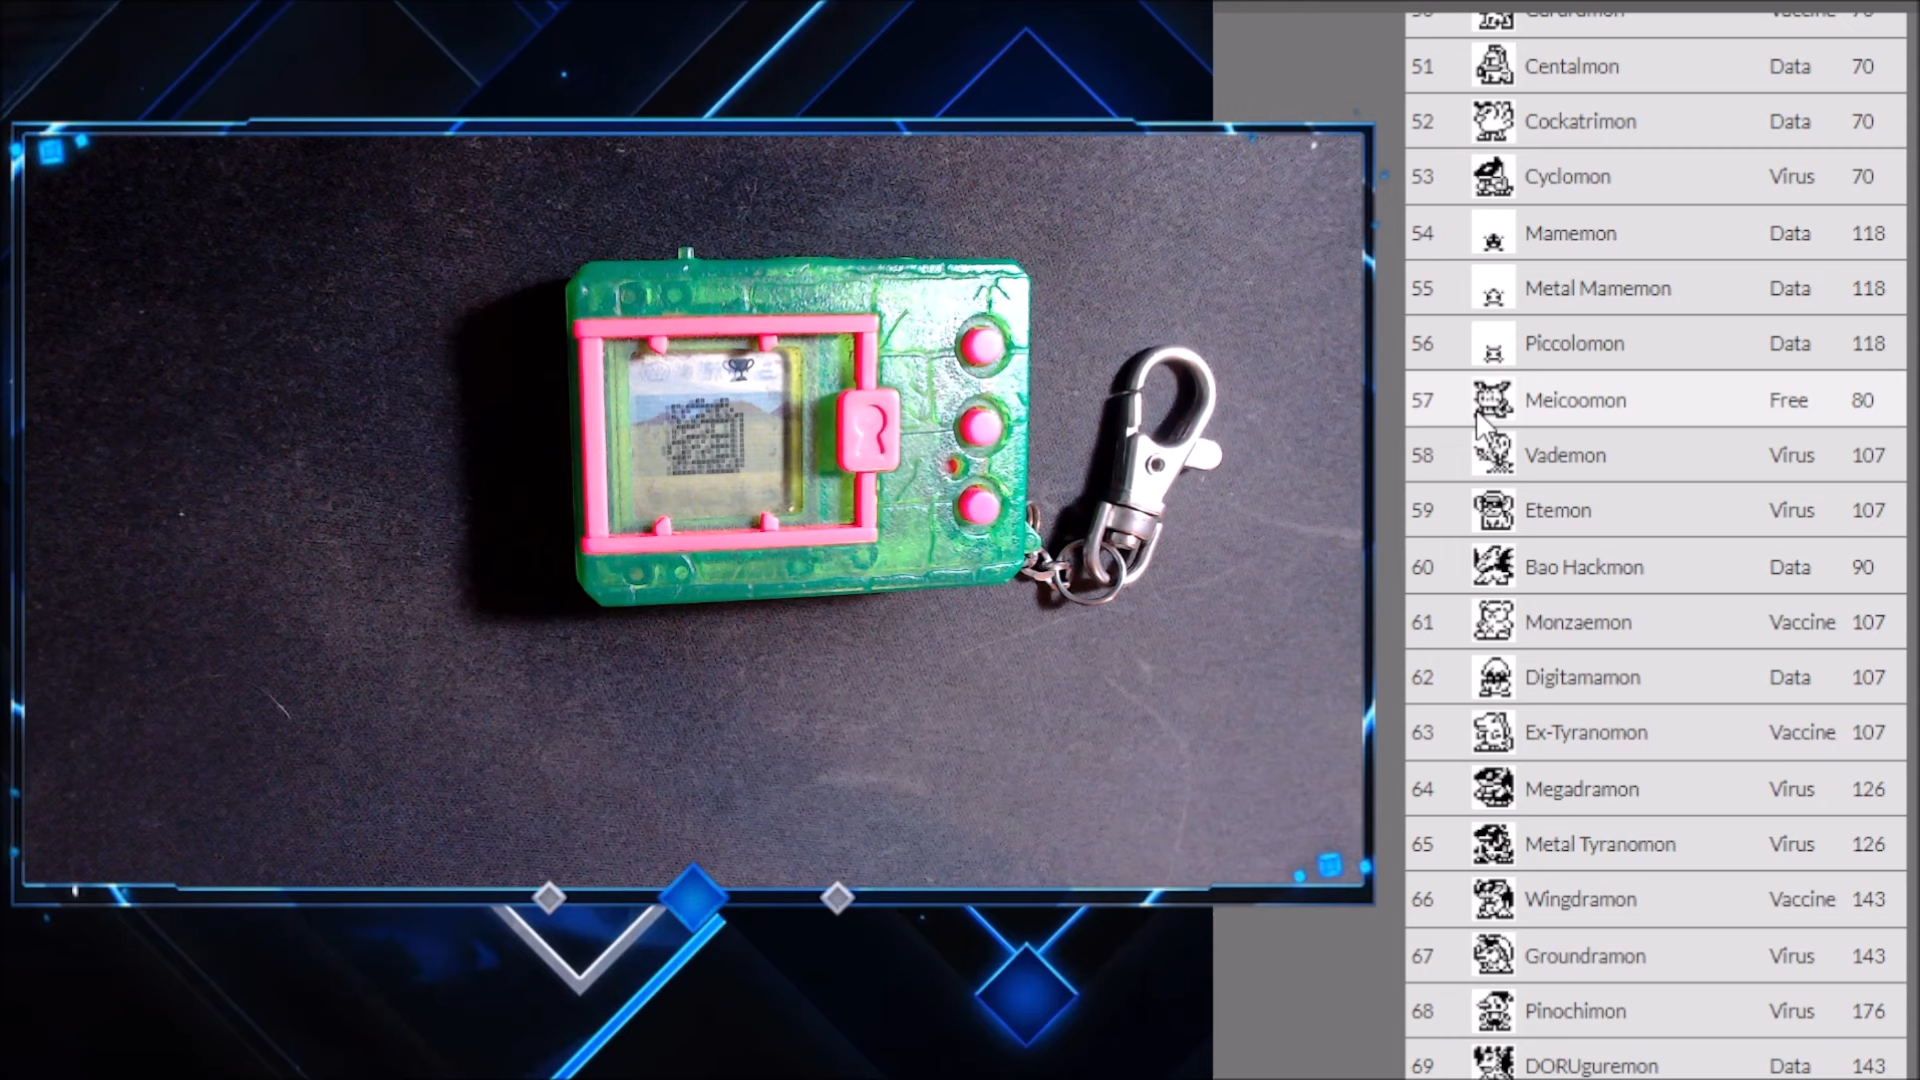 51 Centalmon Data 70
52 Cockatrimon Data 70
53 Cyclomon Virus 70
54 Mamemon Data 118
55 Metal Mamemon Data 118
56 Piccolomon Data 118
57 Meicoomon Free 80
58 Vademon Virus 107
59 Etemon Virus 107
60 Bao Hackmon Data 90
61 Monzaemon Vaccine 107
62 Digitamamon Data 107
63 Ex-Tyranomon Vaccine 107
64 Megadramon Virus 126
65 Metal Tyranomon Virus 126
66 Wingdramon Vaccine 143
67 Groundramon Virus 143
68 Pinochimon Virus 176
69 DORUguremon Data 143